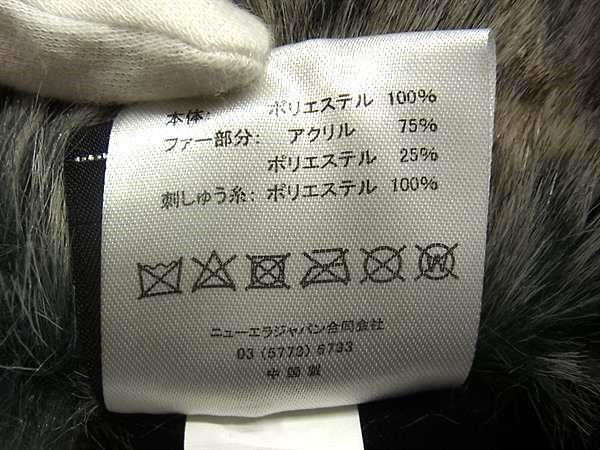 本体: ポリエステル 100%
ファー部分: アクリル 75%
ポリエステル 25%
刺しゅう糸: ポリエステル 100%
W
ニューエラジャパン合同会社
03 (5773) 5733
中国製